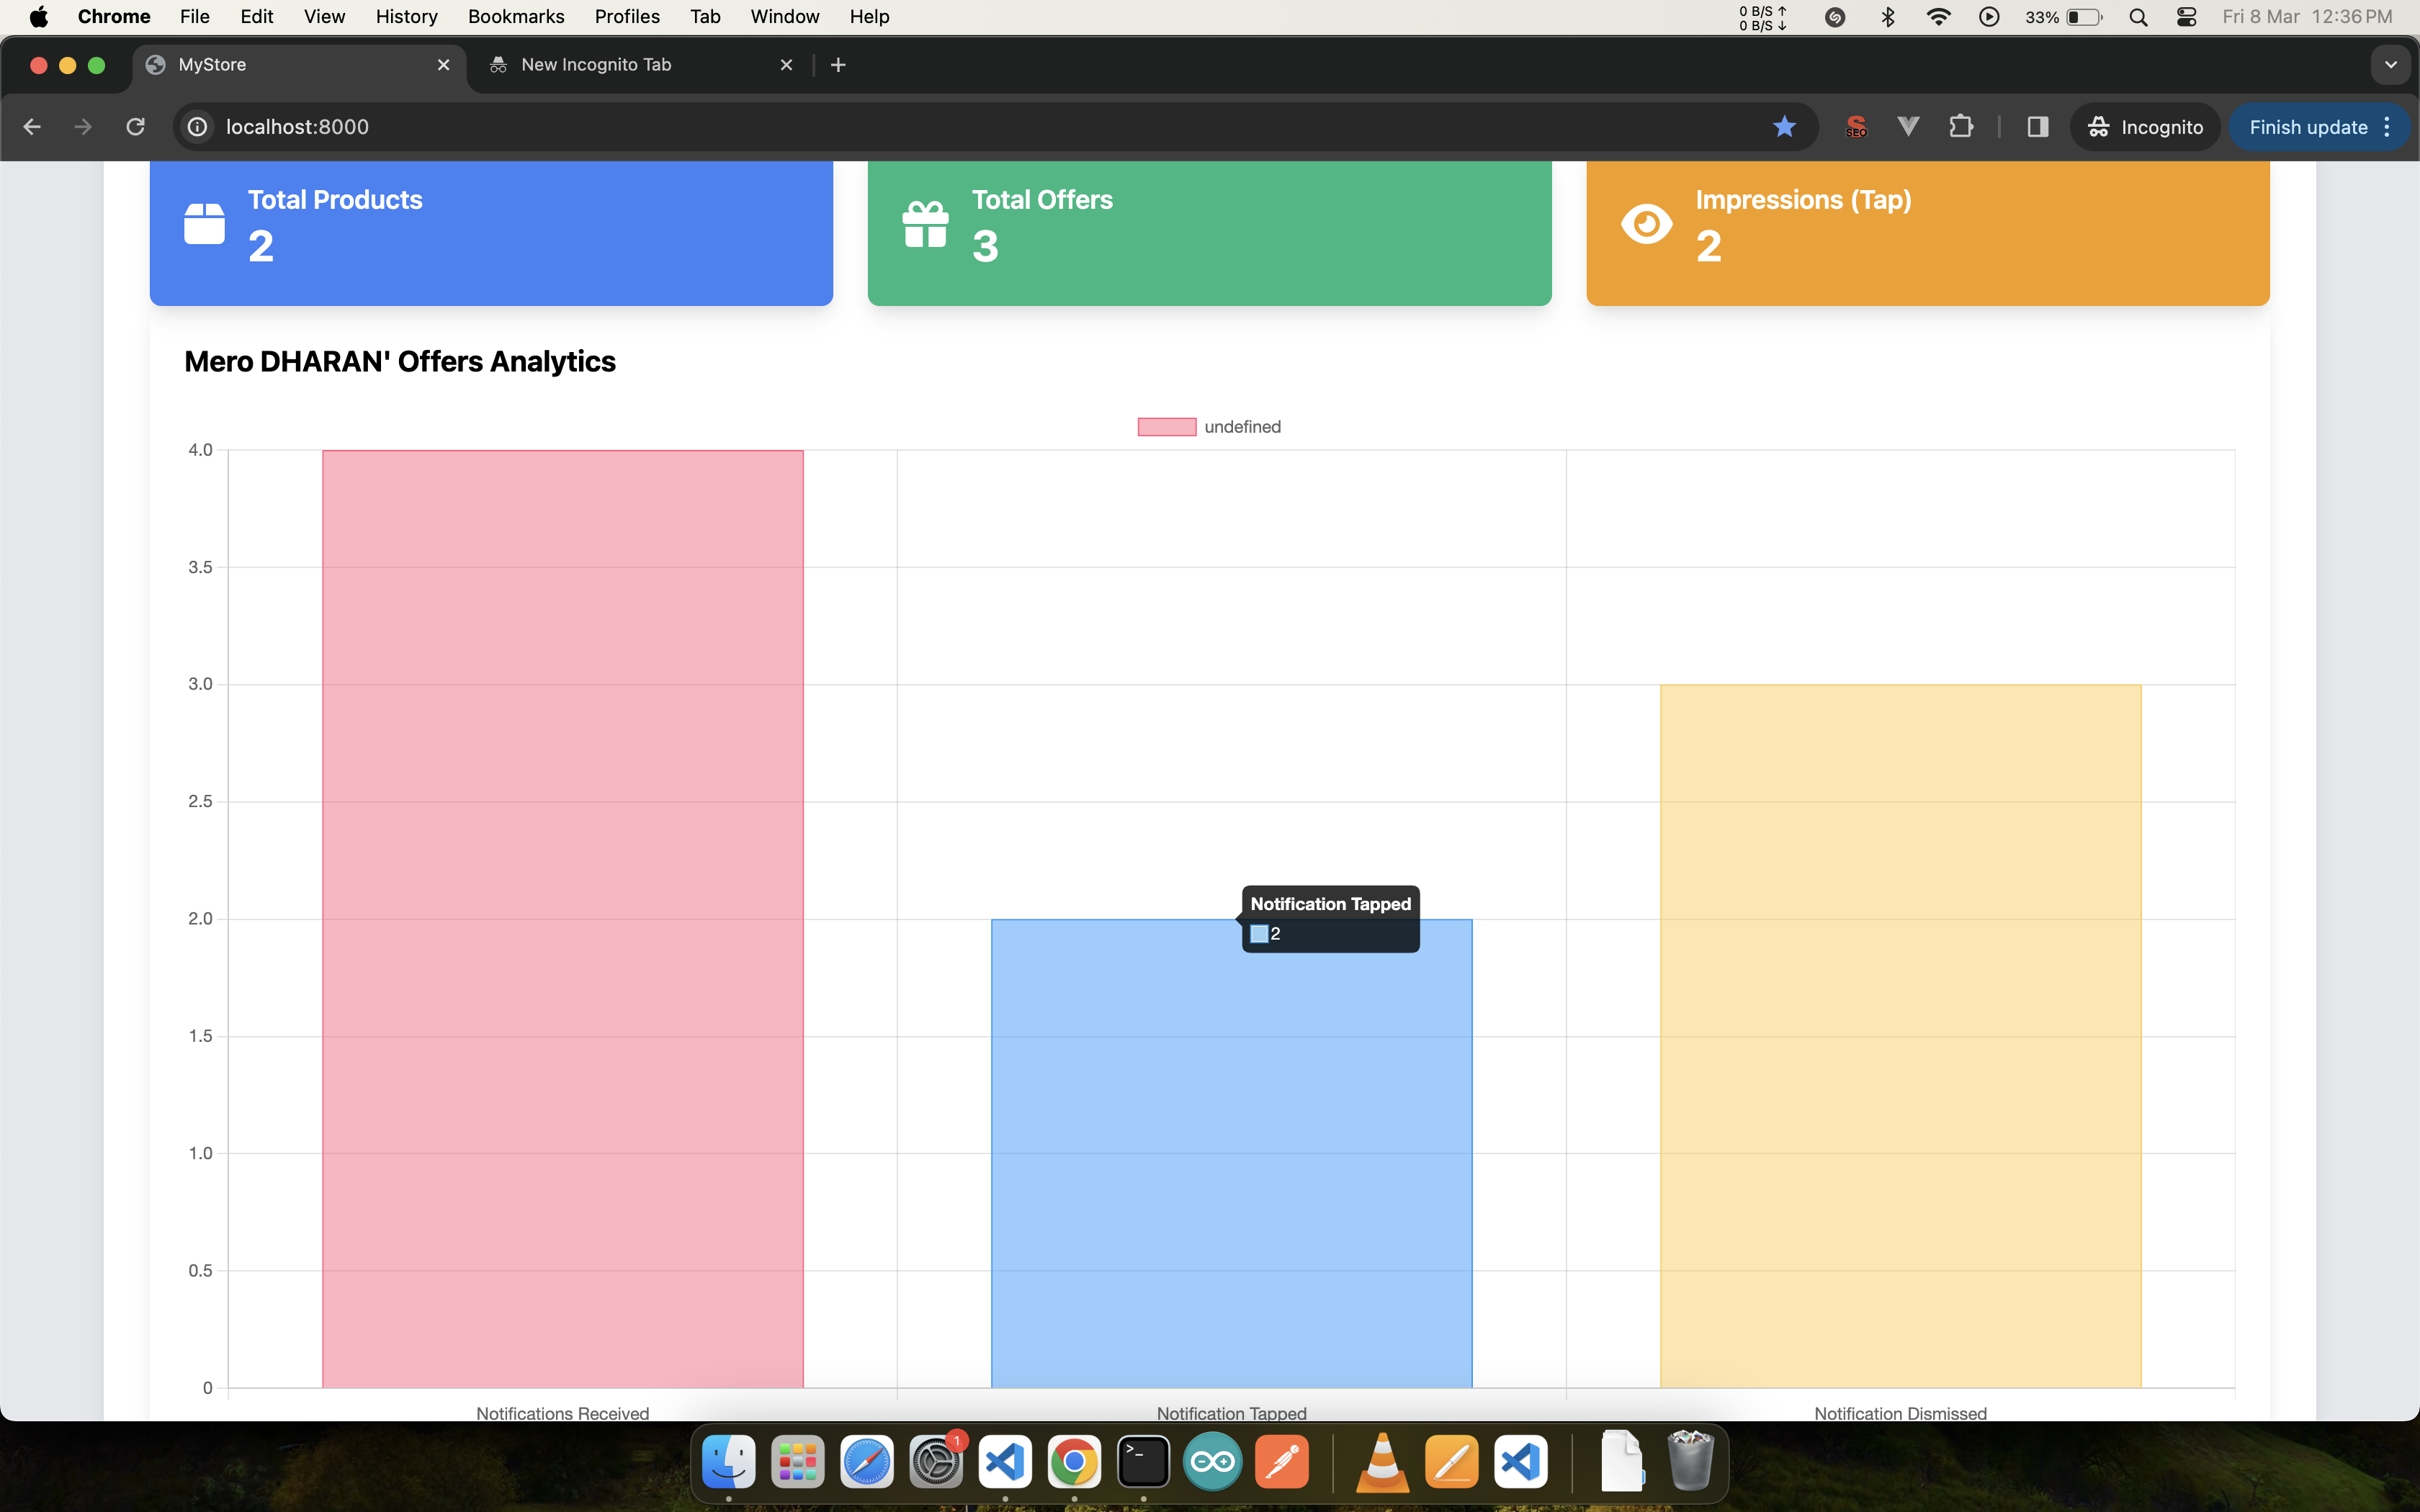 Chrome File Edit View History Bookmarks Profiles Tab Window Help 0 B/S ↑ 33% Fri 8 Mar 12:36 PM
0 B/S ↓
MyStore New Incognito Tab
localhost:8000 SEO Incognito Finish update
Total Products Total Offers Impressions (Tap)
2 3 2
Mero DHARAN' Offers Analytics
undefined
4.0
3.5
3.0
2.5
Notification Tapped
2.0
2
1.5
1.0
0.5
0
Notifications Received Notification Tapped Notification Dismissed
1